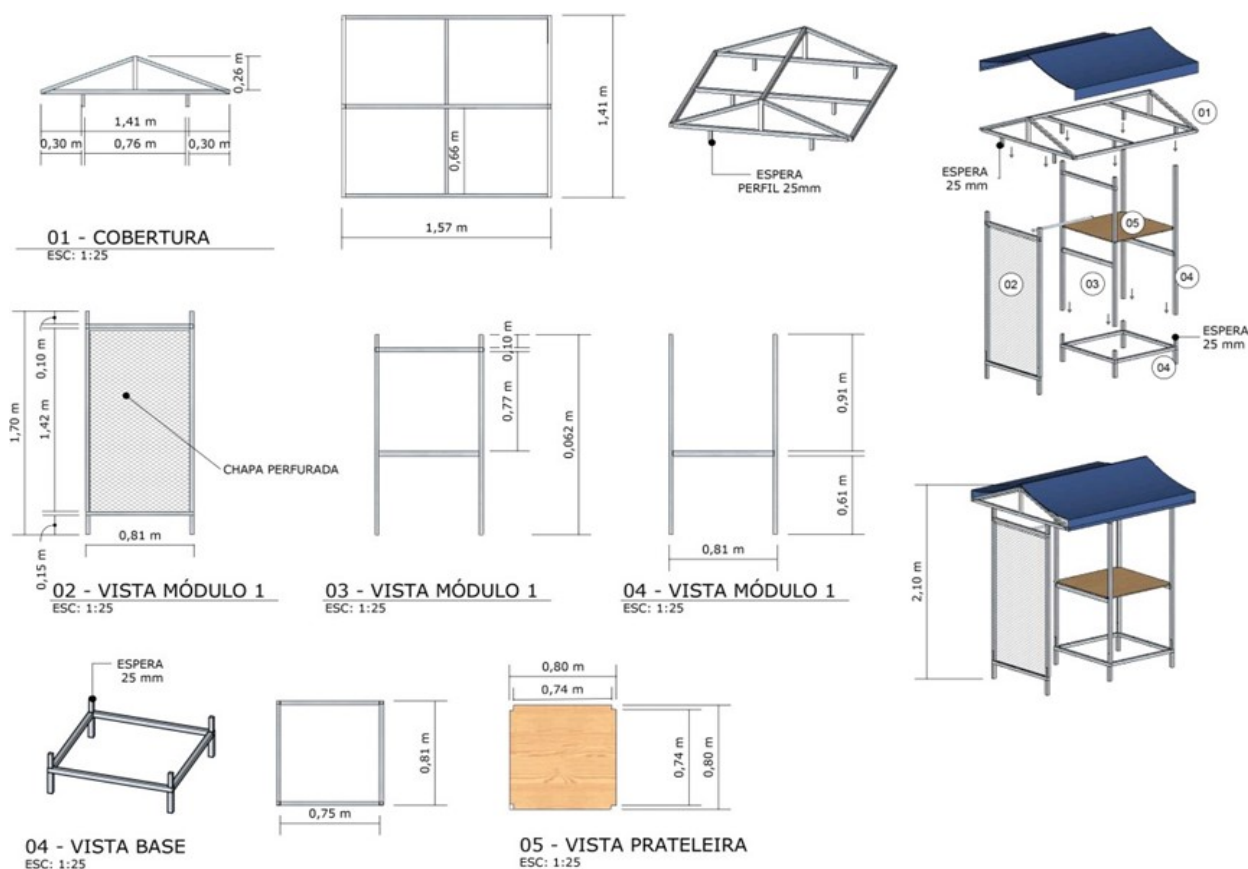 0,26 m
1,41 m
0,30 m
0,76 m
0,30 m
01 - COBERTURA
ESC: 1:25
0,66 m
1,41 m
1,57 m
ESPERA
PERFIL 25mm
01
ESPERA
25 mm
05
02
03
04
ESPERA
25 mm
04
1,70 m
0,10 m
1,42 m
0,15 m
CHAPA PERFURADA
0,81 m
02 - VISTA MÓDULO 1
ESC: 1:25
0,10 m
0,77 m
0,062 m
03 - VISTA MÓDULO 1
ESC: 1:25
0,91 m
0,61 m
0,81 m
04 - VISTA MÓDULO 1
ESC: 1:25
2,10 m
ESPERA
25 mm
04 - VISTA BASE
ESC: 1:25
0,81 m
0,75 m
0,80 m
0,74 m
0,74 m
0,80 m
05 - VISTA PRATELEIRA
ESC: 1:25